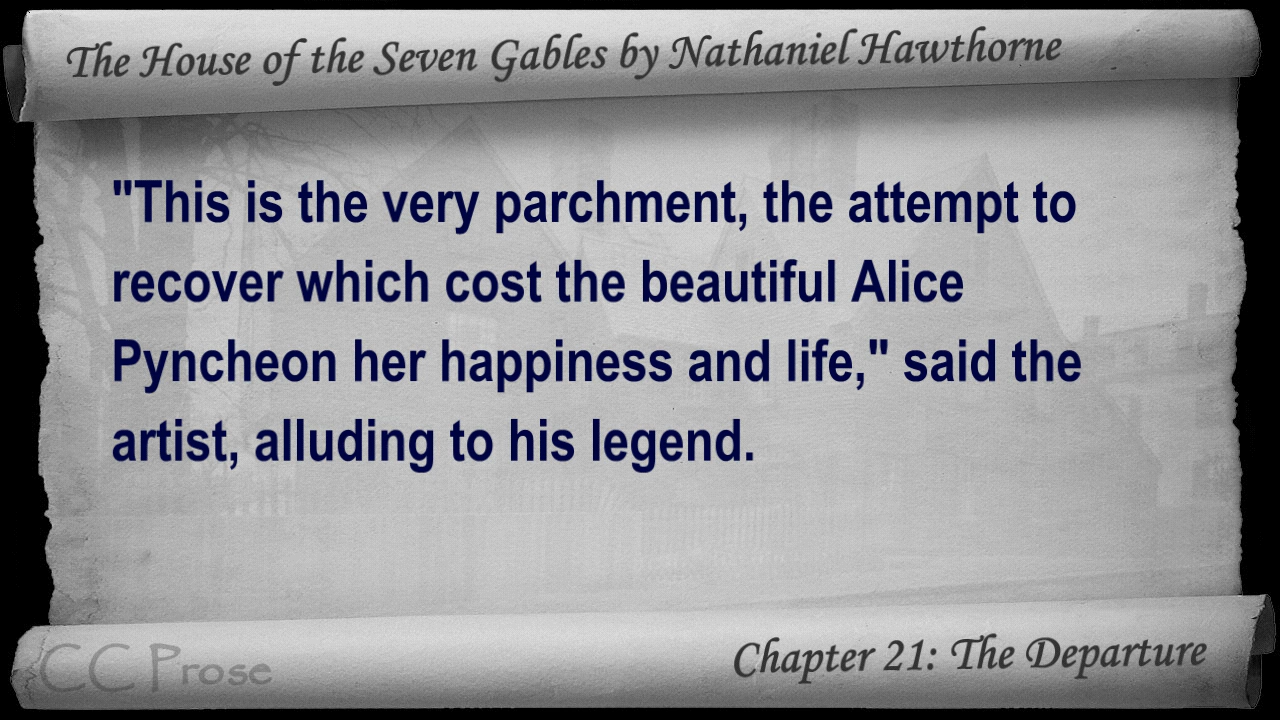 The House of the Seven Gables by Nathaniel Hawthorne
"This is the very parchment, the attempt to
recover which cost the beautiful Alice
Pyncheon her happiness and life," said the
artist, alluding to his legend.
CC Prose
Chapter 21: The Departure